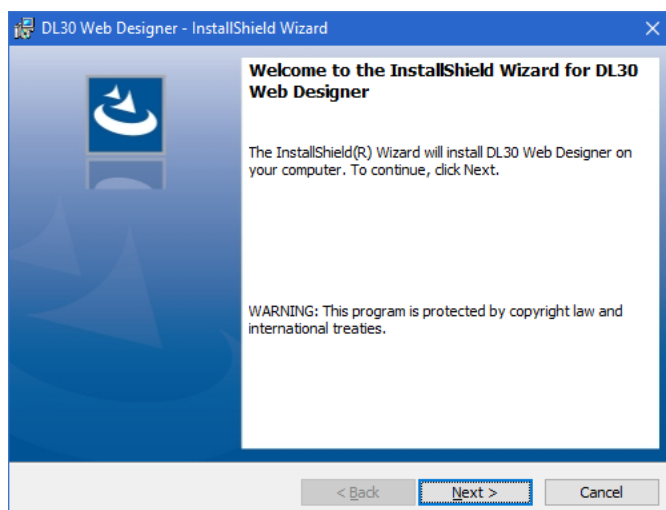 DL30 Web Designer - InstallShield Wizard
Welcome to the InstallShield Wizard for DL30
Web Designer
The InstallShield(R) Wizard will install DL30 Web Designer on
your computer. To continue, click Next.
WARNING: This program is protected by copyright law and
international treaties.
< Back Next > Cancel